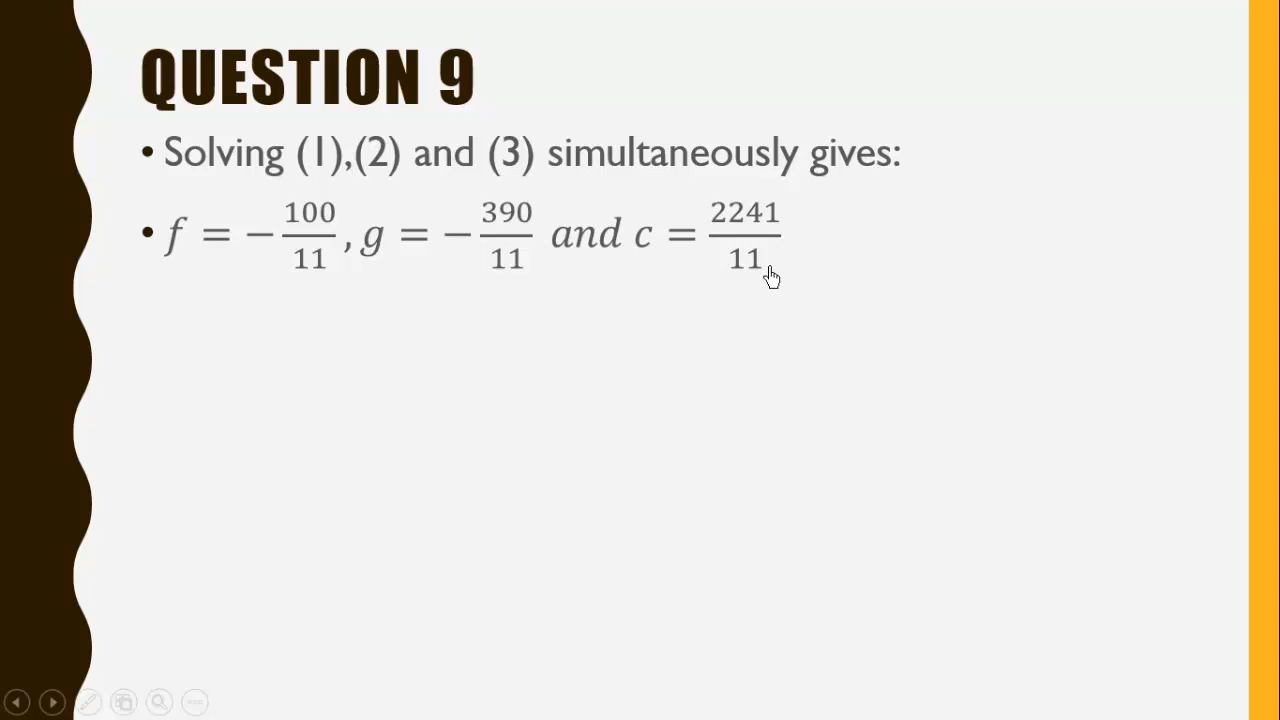 QUESTION 9
• Solving (1),(2) and (3) simultaneously gives:
• f = −100/11, g = −390/11 and c = 2241/11